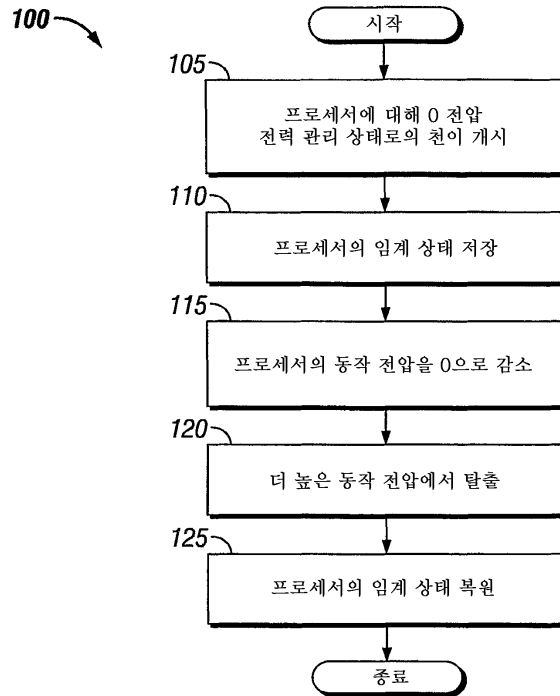 100
시작
105
프로세서에 대해 0 전압
전력 관리 상태로의 천이 개시
110
프로세서의 임계 상태 저장
115
프로세서의 동작 전압을 0으로 감소
120
더 높은 동작 전압에서 탈출
125
프로세서의 임계 상태 복원
종료